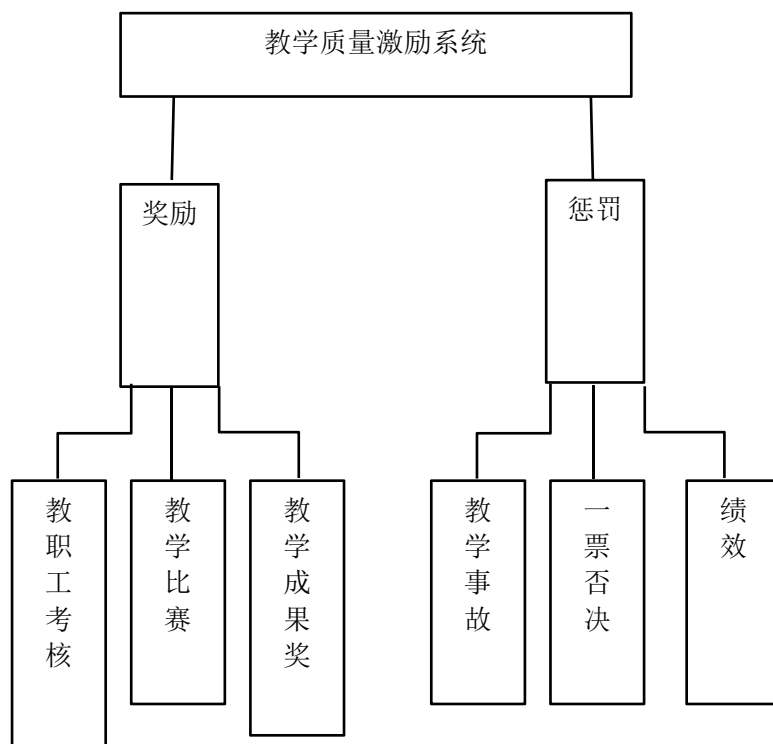 教学质量激励系统
奖励
惩罚
教职工考核
教学比赛
教学成果奖
教学事故
一票否决
绩效